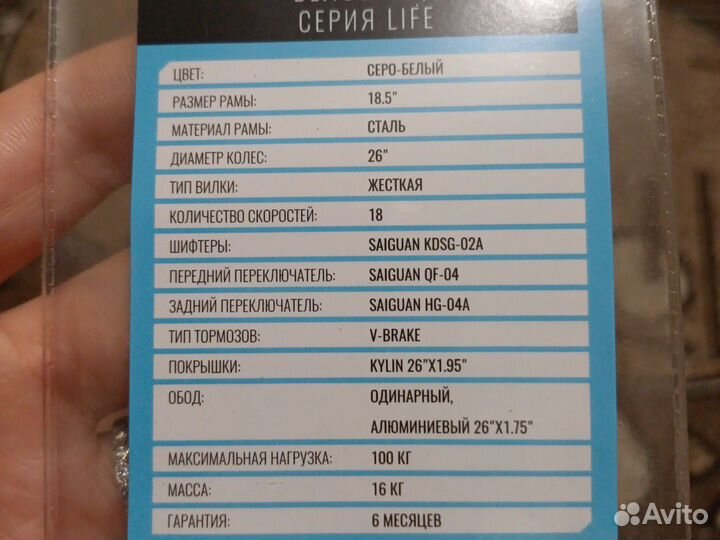 СЕРИЯ LIFE
ЦВЕТ: СЕРО-БЕЛЫЙ
РАЗМЕР РАМЫ: 18.5"
МАТЕРИАЛ РАМЫ: СТАЛЬ
ДИАМЕТР КОЛЕС: 26"
ТИП ВИЛКИ: ЖЕСТКАЯ
КОЛИЧЕСТВО СКОРОСТЕЙ: 18
ШИФТЕРЫ: SAIGUAN KDSG-02A
ПЕРЕДНИЙ ПЕРЕКЛЮЧАТЕЛЬ: SAIGUAN QF-04
ЗАДНИЙ ПЕРЕКЛЮЧАТЕЛЬ: SAIGUAN HG-04A
ТИП ТОРМОЗОВ: V-BRAKE
ПОКРЫШКИ: KYLIN 26"X1.95"
ОБОД: ОДИНАРНЫЙ,
АЛЮМИНИЕВЫЙ 26"X1.75"
МАКСИМАЛЬНАЯ НАГРУЗКА: 100 КГ
МАССА: 16 КГ
ГАРАНТИЯ: 6 МЕСЯЦЕВ
Avito